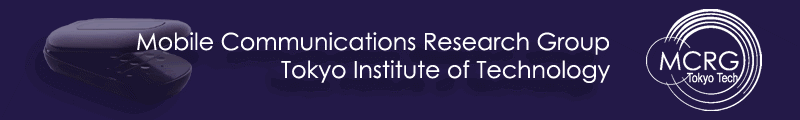 Mobile Communications Research Group
Tokyo Institute of Technology
MCRG
Tokyo Tech